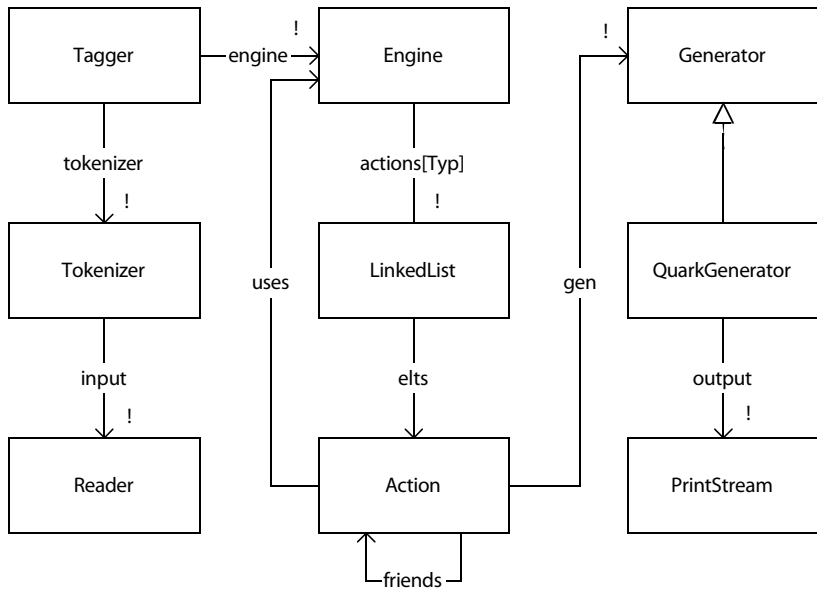 ! !
Tagger engine Engine Generator
tokenizer actions[Typ]
! !
Tokenizer uses LinkedList gen QuarkGenerator
input elts output
! !
Reader Action PrintStream
friends